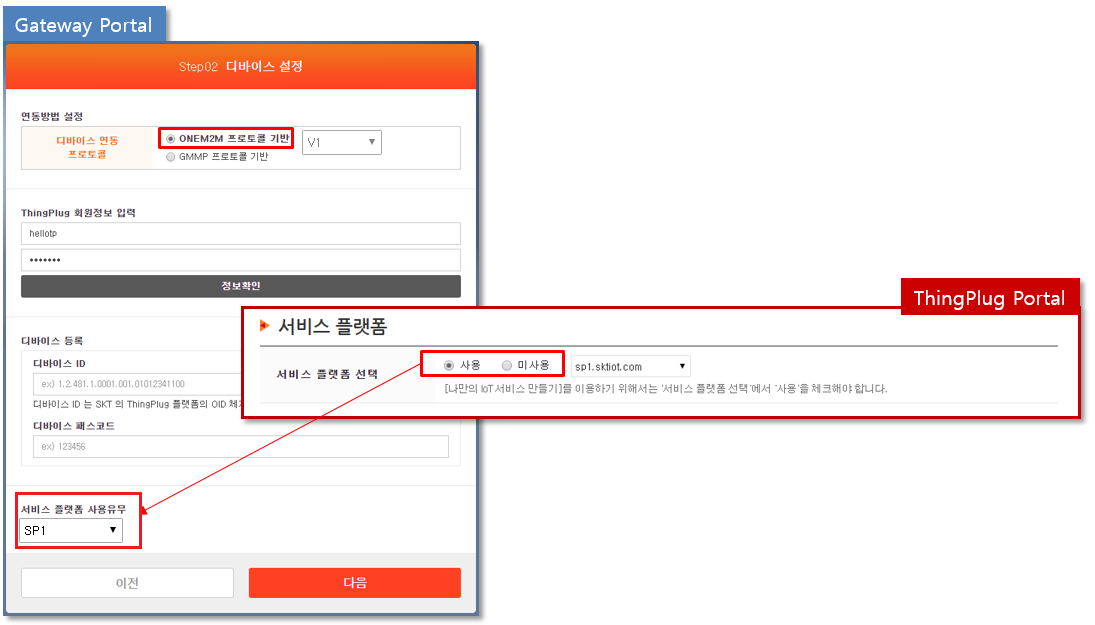 Gateway Portal
Step02 디바이스 설정
연동방법 설정
디바이스 연동
프로토콜
ONEM2M 프로토콜 기반
V1
GMMP 프로토콜 기반
ThingPlug 회원정보 입력
hellotp
•••••••
정보확인
디바이스 등록
디바이스 ID
ex) 1.2.481.1.0001.001.01012341100
디바이스 ID 는 SKT 의 ThingPlug 플랫폼의 OID
디바이스 패스코드
ex) 123456
서비스 플랫폼 사용유무
SP1
이전
다음
ThingPlug Portal
서비스 플랫폼
서비스 플랫폼 선택
사용
미사용
sp1.sktiot.com
[나만의 IoT 서비스 만들기]를 이용하기 위해서는 '서비스 플랫폼 선택'에서 '사용'을 체크해야 합니다.